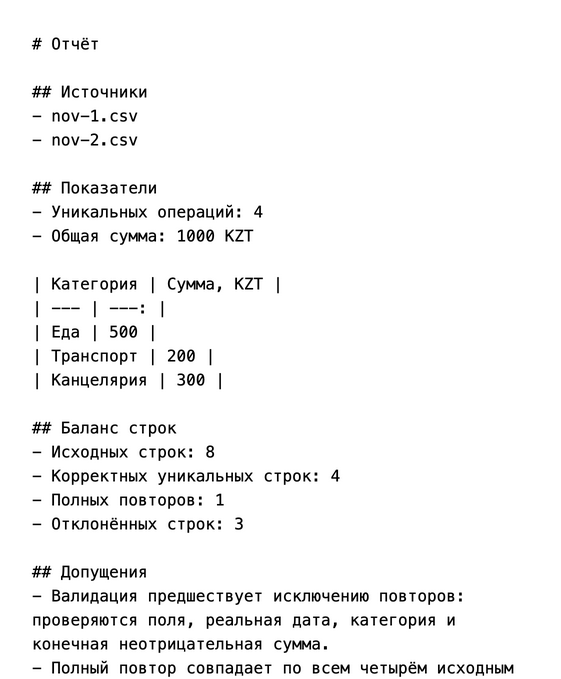 # Отчёт
## Источники
- nov-1.csv
- nov-2.csv
## Показатели
- Уникальных операций: 4
- Общая сумма: 1000 KZT
| Категория | Сумма, KZT |
| --- | ---: |
| Еда | 500 |
| Транспорт | 200 |
| Канцелярия | 300 |
## Баланс строк
- Исходных строк: 8
- Корректных уникальных строк: 4
- Полных повторов: 1
- Отклонённых строк: 3
## Допущения
- Валидация предшествует исключению повторов:
проверяются поля, реальная дата, категория и
конечная неотрицательная сумма.
- Полный повтор совпадает по всем четырём исходным